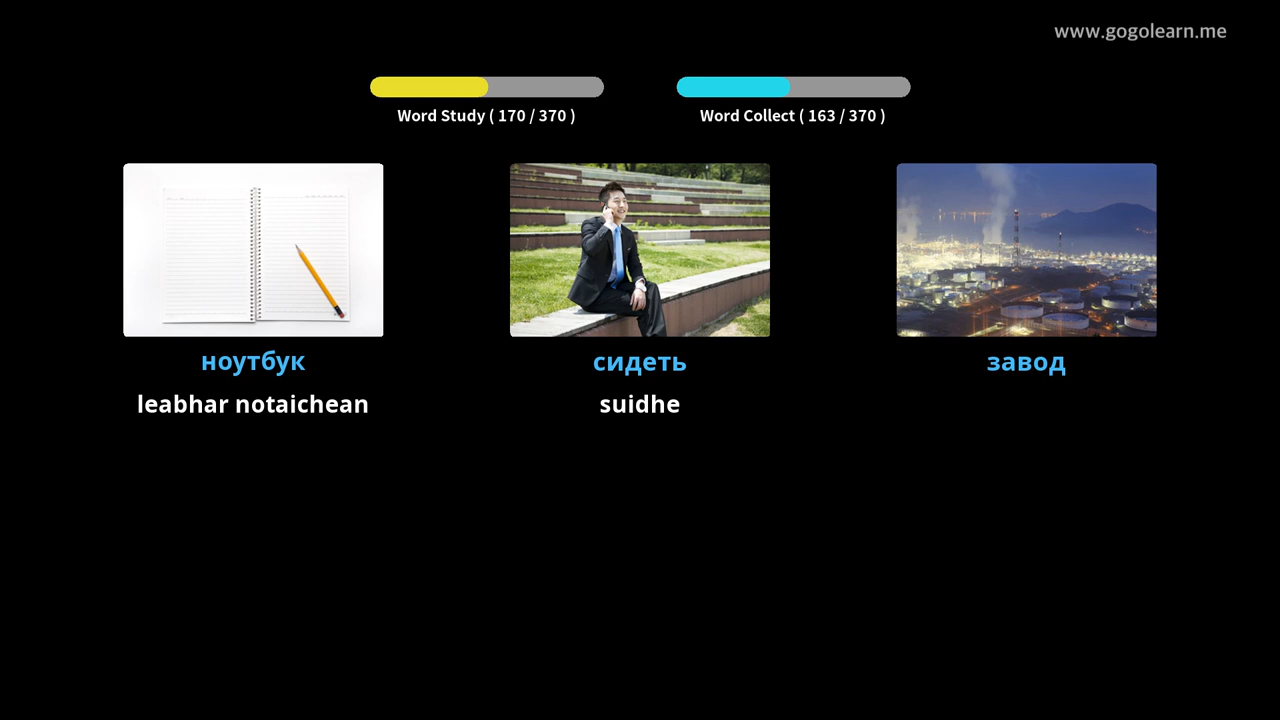 www.gogolearn.me
Word Study ( 170 / 370 )
Word Collect ( 163 / 370 )
ноутбук
сидеть
завод
leabhar notaichean
suidhe